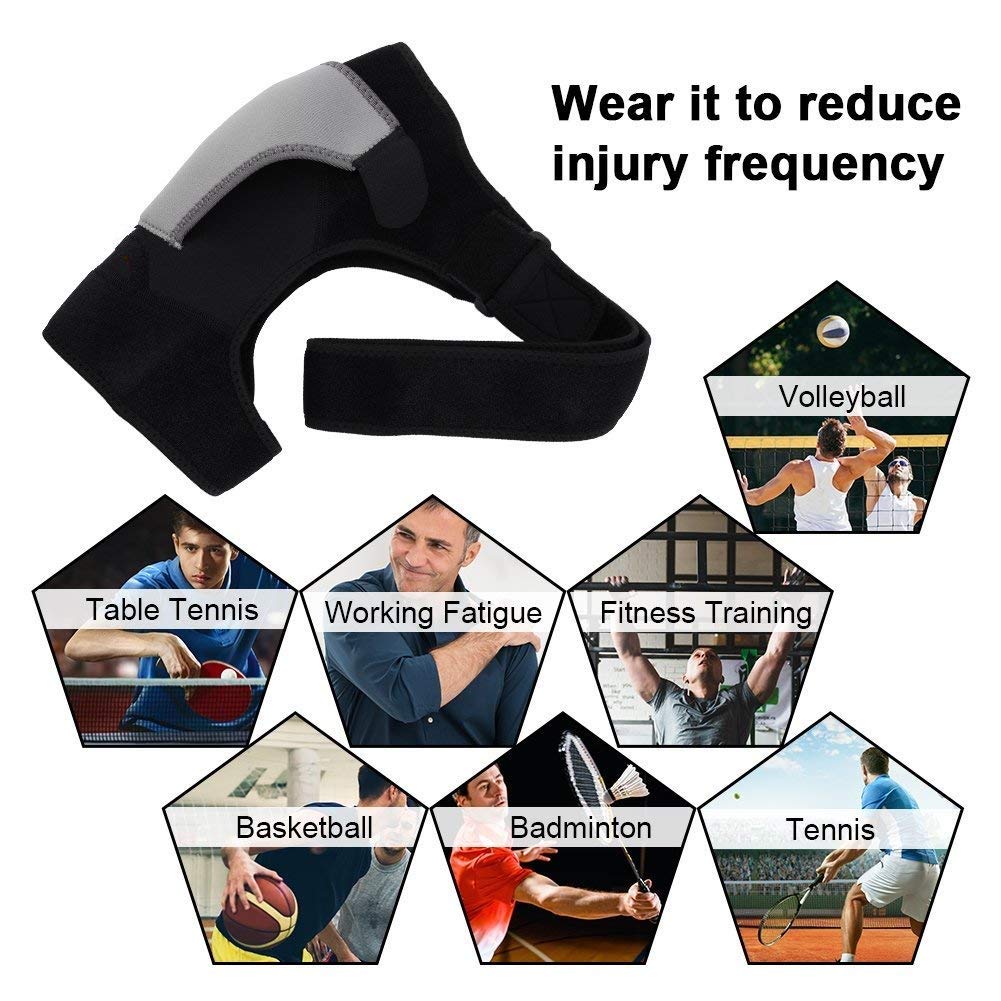 Wear it to reduce
injury frequency
Volleyball
Table Tennis
Working Fatigue
Fitness Training
Basketball
Badminton
Tennis